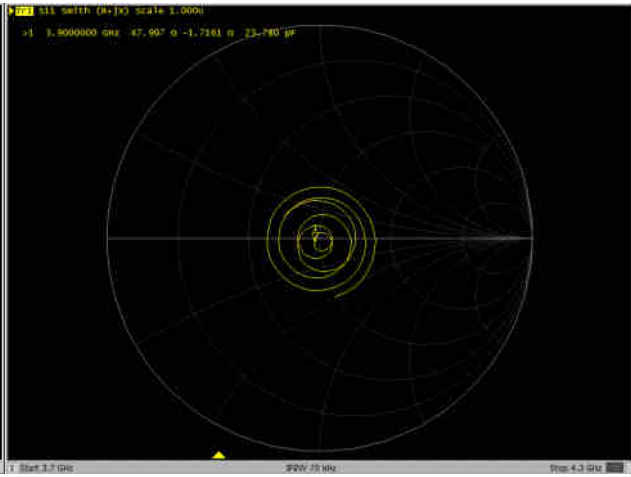 Tr1 S11 Smith (R+jX) Scale 1.000U
>1 3.9000000 GHz 47.997 Ω -1.7161 Ω 23.780 pF
1
1 Start 3.7 GHz IFBW 70 kHz Stop 4.3 GHz